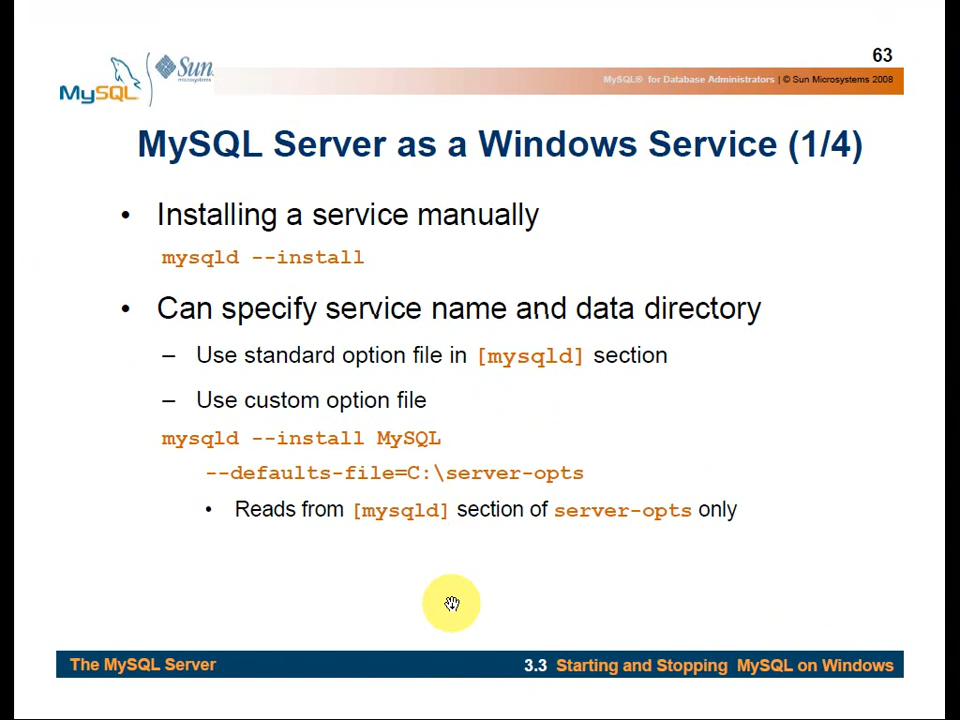 63
MySQL
Sun
microsystems
MySQL® for Database Administrators | © Sun Microsystems 2008
MySQL Server as a Windows Service (1/4)
• Installing a service manually
mysqld --install
• Can specify service name and data directory
– Use standard option file in [mysqld] section
– Use custom option file
mysqld --install MySQL
--defaults-file=C:\server-opts
• Reads from [mysqld] section of server-opts only
The MySQL Server
3.3 Starting and Stopping MySQL on Windows